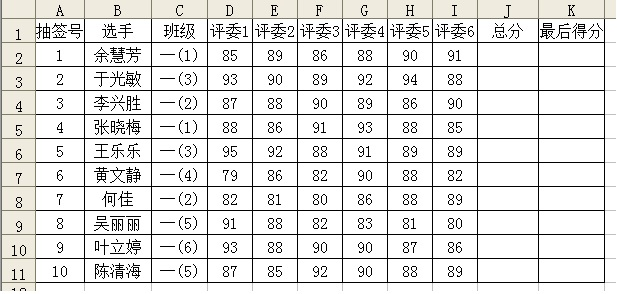 A B C D E F G H I J K
1 抽签号 选手 班级 评委1 评委2 评委3 评委4 评委5 评委6 总分 最后得分
2 1 余慧芳 一(1) 85 89 86 88 90 91
3 2 于光敏 一(3) 93 90 89 92 94 88
4 3 李兴胜 一(2) 87 88 90 89 86 90
5 4 张晓梅 一(1) 88 86 91 93 88 85
6 5 王乐乐 一(3) 95 92 88 91 89 89
7 6 黄文静 一(4) 79 86 82 90 88 82
8 7 何佳 一(2) 82 81 80 86 88 89
9 8 吴丽丽 一(5) 91 88 82 83 81 80
10 9 叶立婷 一(6) 93 88 90 90 87 86
11 10 陈清海 一(5) 87 85 92 90 88 89